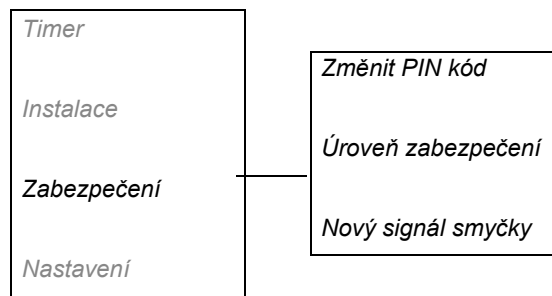 Timer
Instalace
Zabezpečení
Nastavení
Změnit PIN kód
Úroveň zabezpečení
Nový signál smyčky